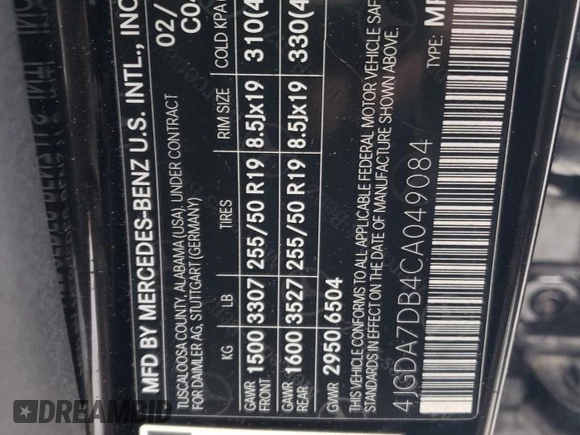 MFD BY MERCEDES-BENZ U.S. INTL., INC
02/
TUSCALOOSA COUNTY, ALABAMA (USA), UNDER CONTRACT
FOR DAIMLER AG, STUTTGART (GERMANY)
CO
KG LB TIRES RIM SIZE COLD KPA
GAWR FRONT 1500 3307 255/50 R19 8.5Jx19 310(4
GAWR REAR 1600 3527 255/50 R19 8.5Jx19 330(4
GVWR 2950 6504
THIS VEHICLE CONFORMS TO ALL APPLICABLE FEDERAL MOTOR VEHICLE SAF
STANDARDS IN EFFECT ON THE DATE OF MANUFACTURE SHOWN ABOVE.
4JGDA7DB4CA049084
DREAMBID